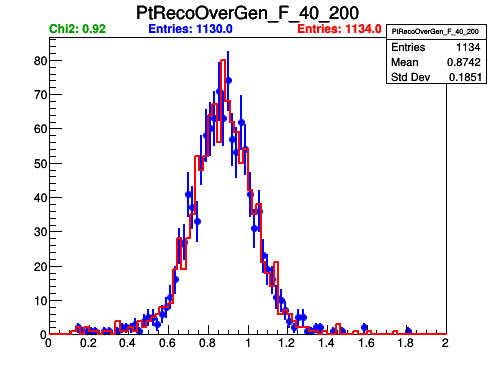 PtRecoOverGen_F_40_200
Chi2: 0.92 Entries: 1130.0 Entries: 1134.0
PtRecoOverGen_F_40_200
Entries 1134
Mean 0.8742
Std Dev 0.1851
80
70
60
50
40
30
20
10
0
0 0.2 0.4 0.6 0.8 1 1.2 1.4 1.6 1.8 2